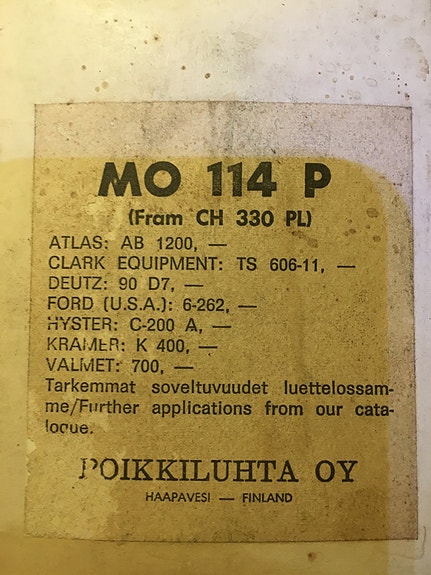 MO 114 P
(Fram CH 330 PL)
ATLAS: AB 1200, —
CLARK EQUIPMENT: TS 606-11, —
DEUTZ: 90 D7, —
FORD (U.S.A.): 6-262, —
HYSTER: C-200 A, —
KRAMER: K 400, —
VALMET: 700, —
Tarkemmat soveltuvuudet luettelossam-
me/Further applications from our cata-
logue.
POIKKILUHTA OY
HAAPAVESI — FINLAND